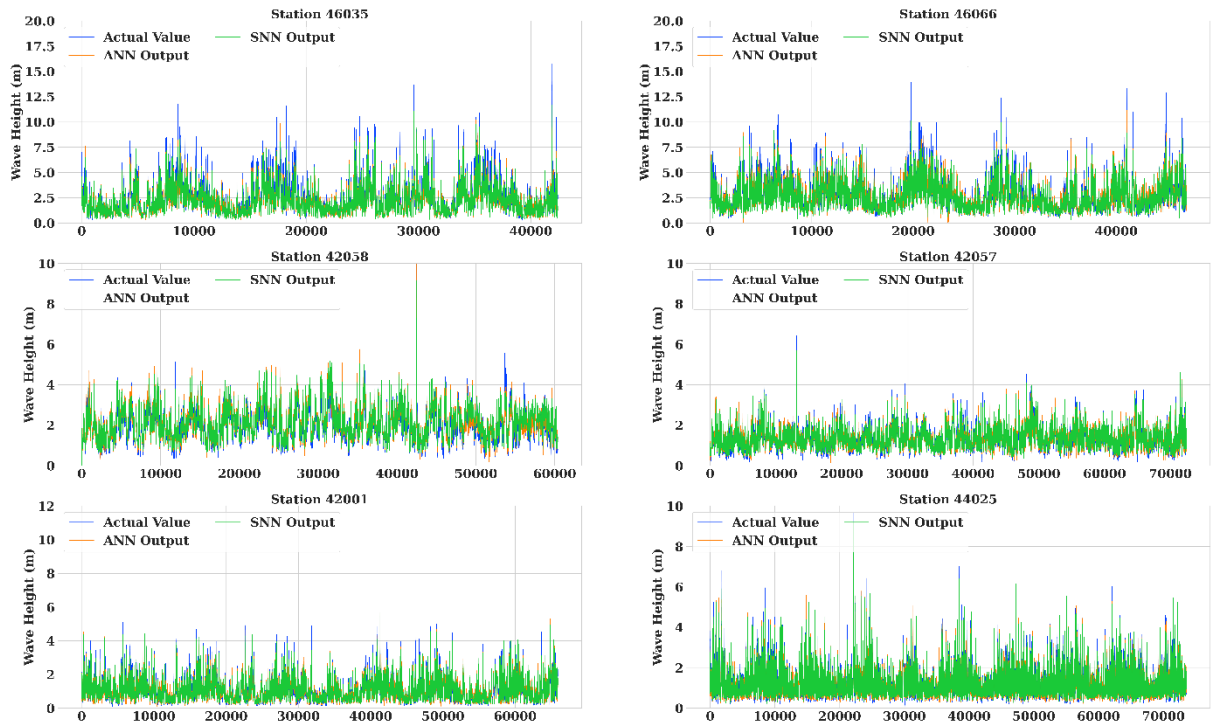 Station 46035
20.0
17.5
15.0
12.5
10.0
7.5
5.0
2.5
0.0
Wave Height (m)
Actual Value
SNN Output
ANN Output
0
10000
20000
30000
40000
Station 46066
20.0
17.5
15.0
12.5
10.0
7.5
5.0
2.5
0.0
Wave Height (m)
Actual Value
SNN Output
ANN Output
0
10000
20000
30000
40000
Station 42058
10
8
6
4
2
0
Wave Height (m)
Actual Value
SNN Output
ANN Output
0
10000
20000
30000
40000
50000
60000
Station 42057
10
8
6
4
2
0
Wave Height (m)
Actual Value
SNN Output
ANN Output
0
10000
20000
30000
40000
50000
60000
70000
Station 42001
12
10
8
6
4
2
0
Wave Height (m)
Actual Value
SNN Output
ANN Output
0
10000
20000
30000
40000
50000
60000
Station 44025
10
8
6
4
2
0
Wave Height (m)
Actual Value
SNN Output
ANN Output
0
10000
20000
30000
40000
50000
60000
70000